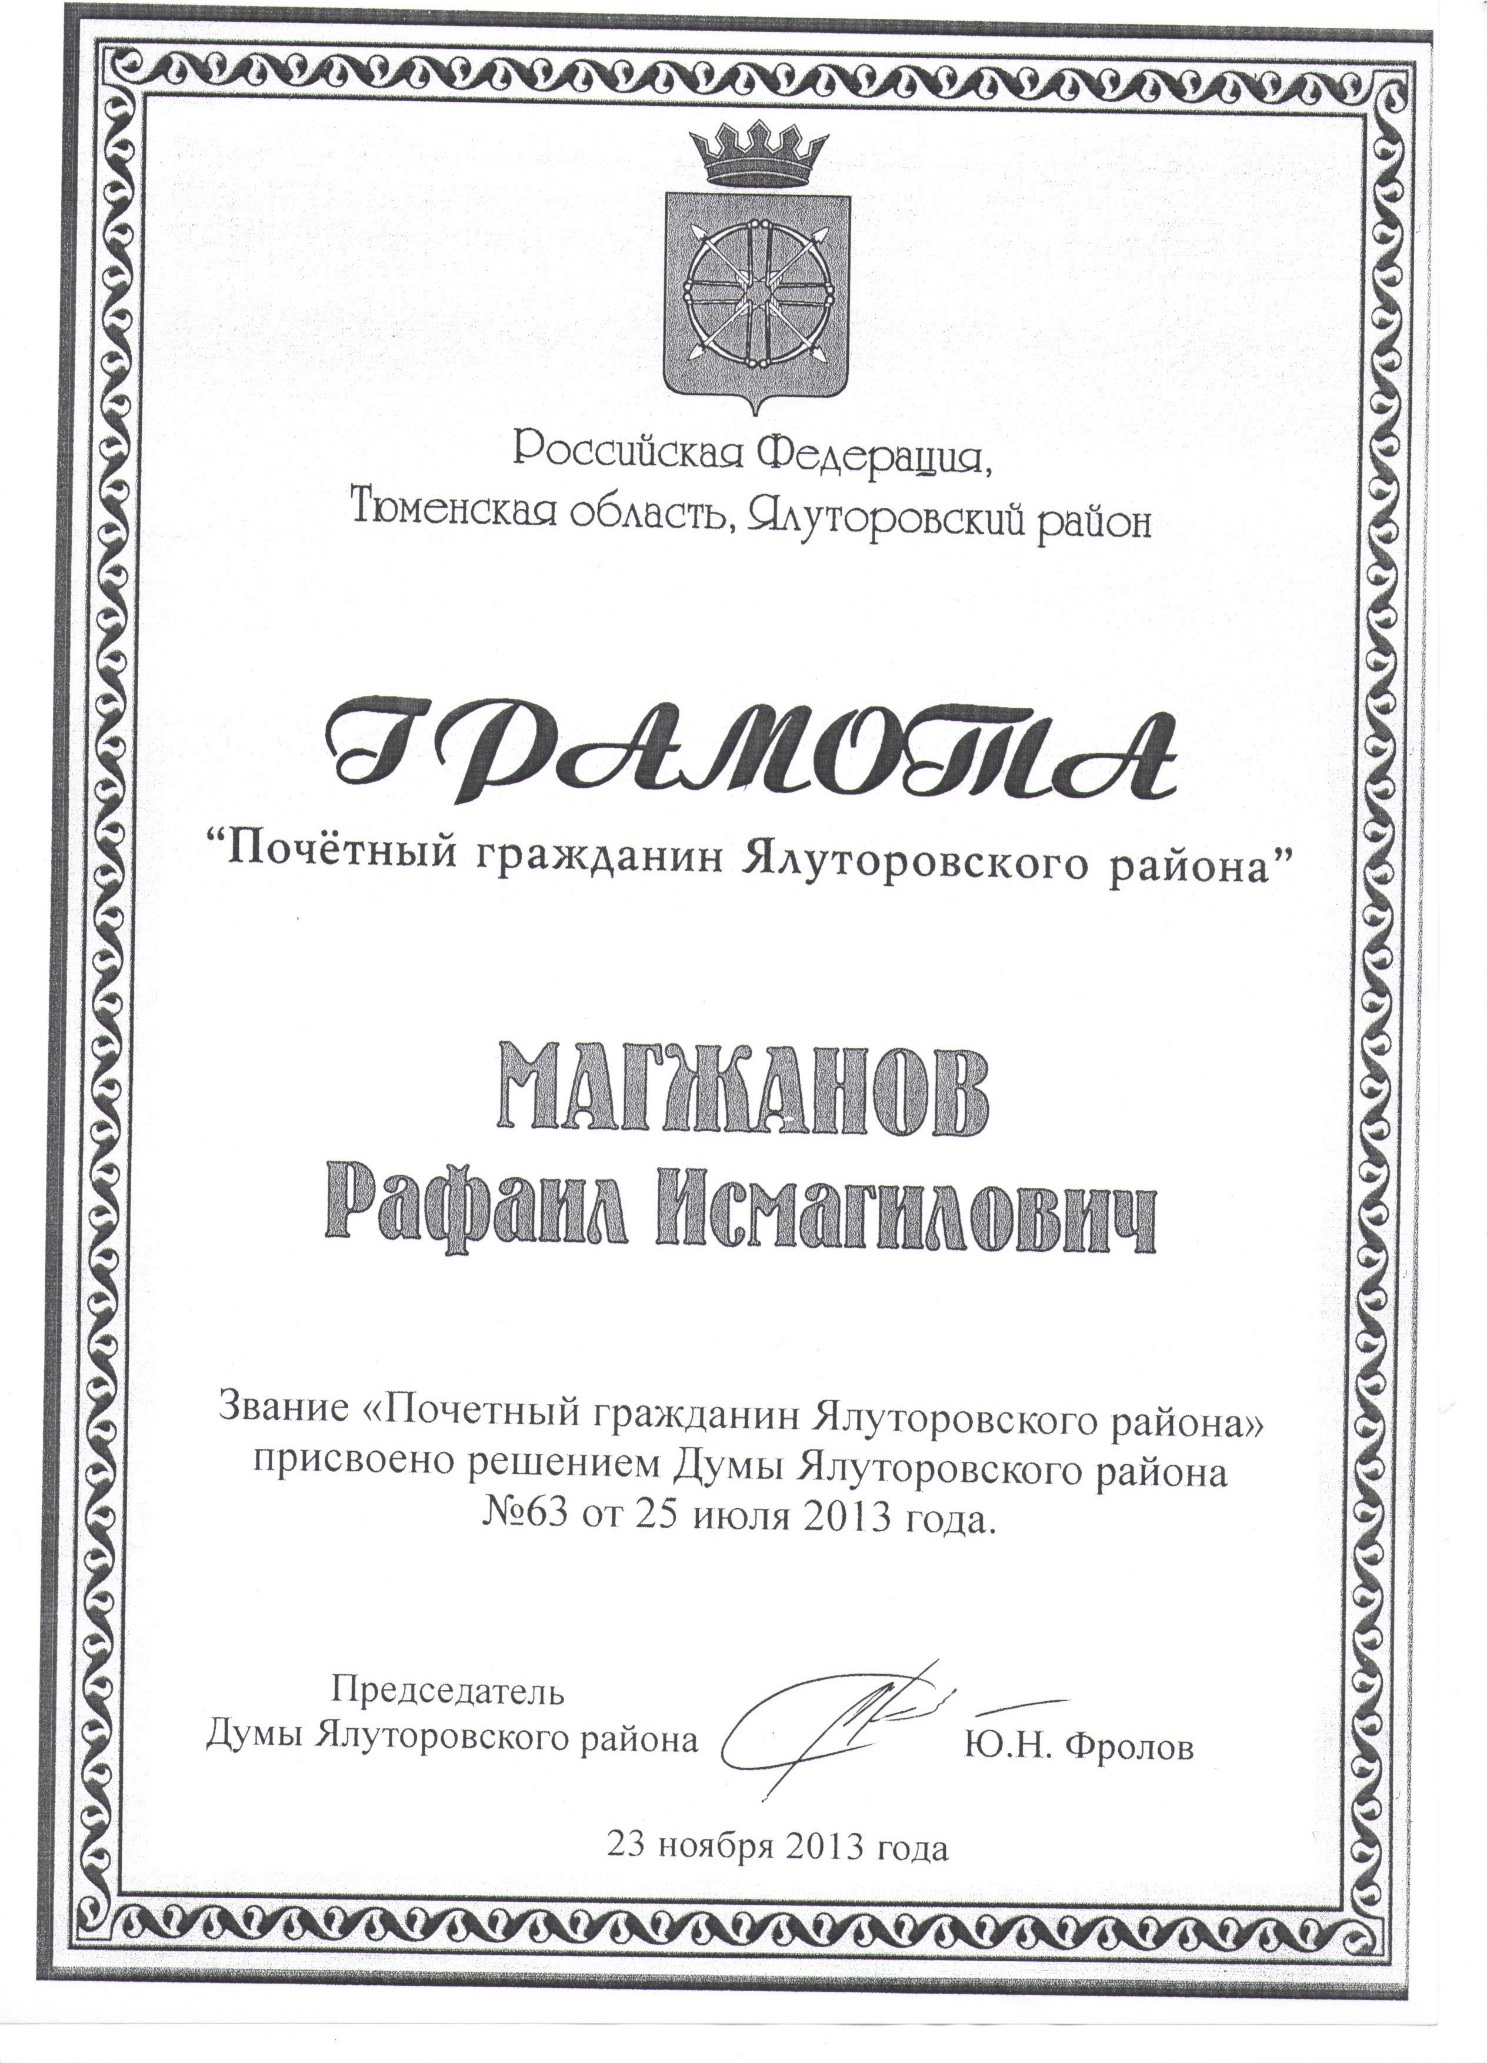 Российская Федерация,
Тюменская область, Ялуторовский район
ГРАМОТА
“Почётный гражданин Ялуторовского района”
МАГЖАНОВ
Рафаил Исмагилович
Звание «Почетный гражданин Ялуторовского района»
присвоено решением Думы Ялуторовского района
№63 от 25 июля 2013 года.
Председатель
Думы Ялуторовского района Ю.Н. Фролов
23 ноября 2013 года